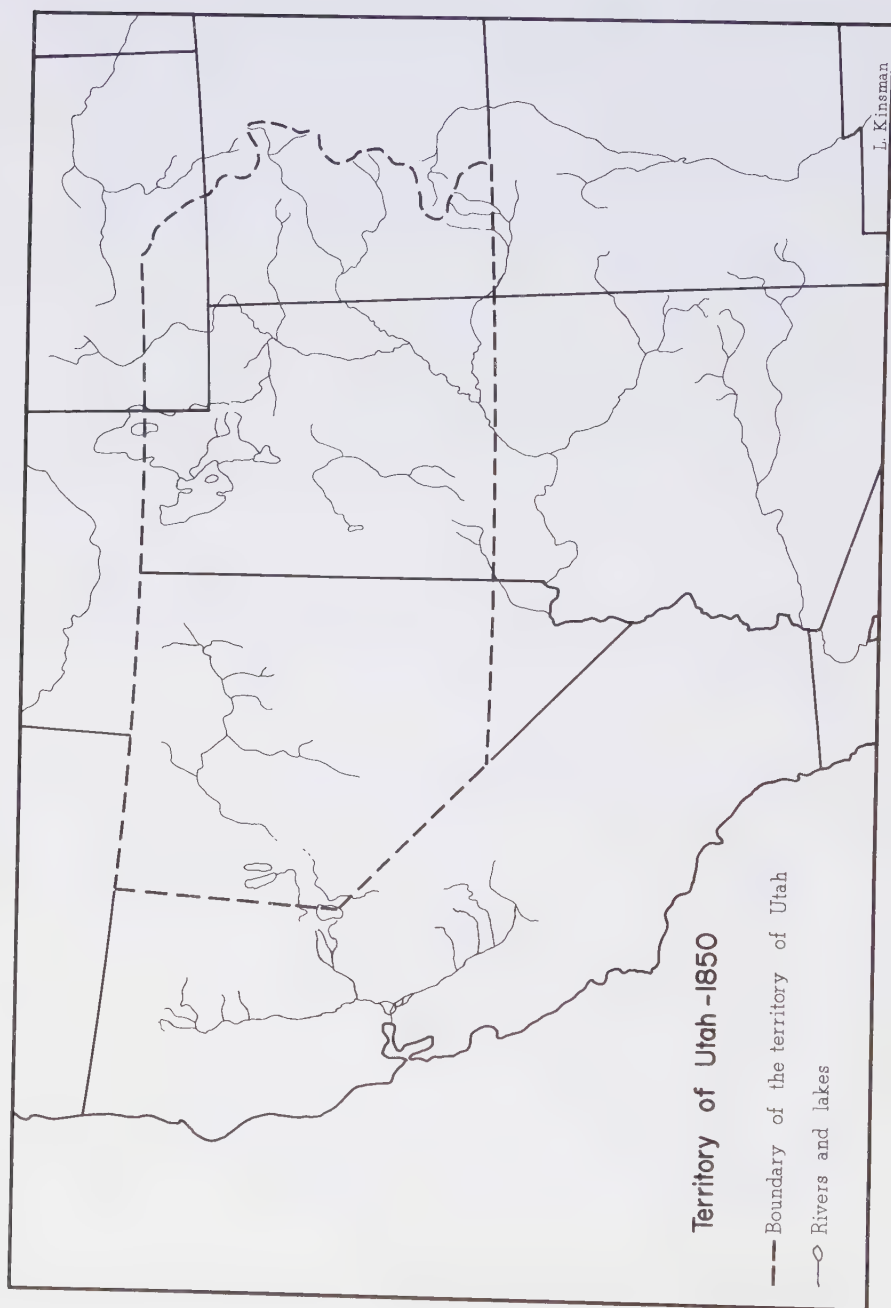 Territory of Utah-1850
Boundary of the territory of Utah
Rivers and lakes
L. Kinsman